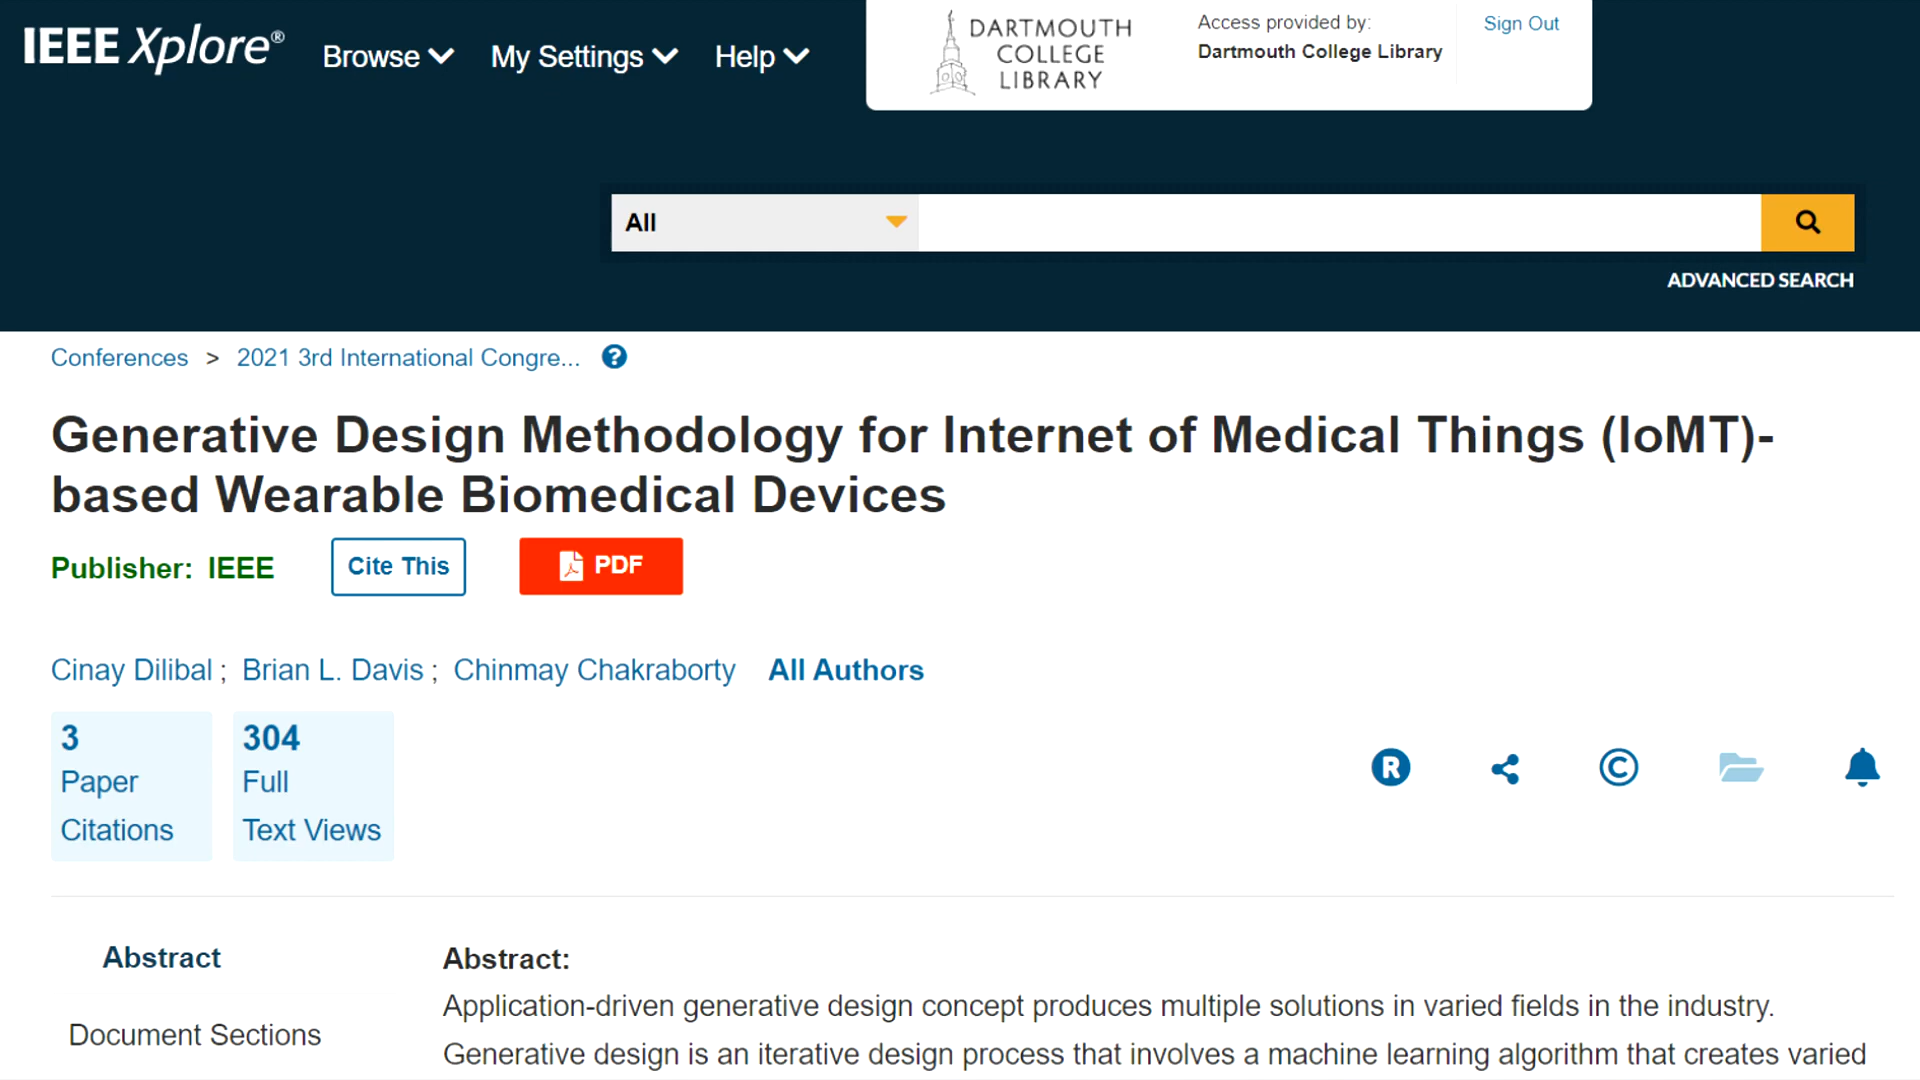 IEEE Xplore®
Browse
My Settings
Help
DARTMOUTH
COLLEGE
LIBRARY
Access provided by:
Dartmouth College Library
Sign Out
All
ADVANCED SEARCH
Conferences > 2021 3rd International Congre... ?
Generative Design Methodology for Internet of Medical Things (IoMT)-
based Wearable Biomedical Devices
Publisher: IEEE
Cite This
PDF
Cinay Dilibal ; Brian L. Davis ; Chinmay Chakraborty All Authors
3
Paper
Citations
304
Full
Text Views
R
©
Abstract
Document Sections
Abstract:
Application-driven generative design concept produces multiple solutions in varied fields in the industry.
Generative design is an iterative design process that involves a machine learning algorithm that creates varied